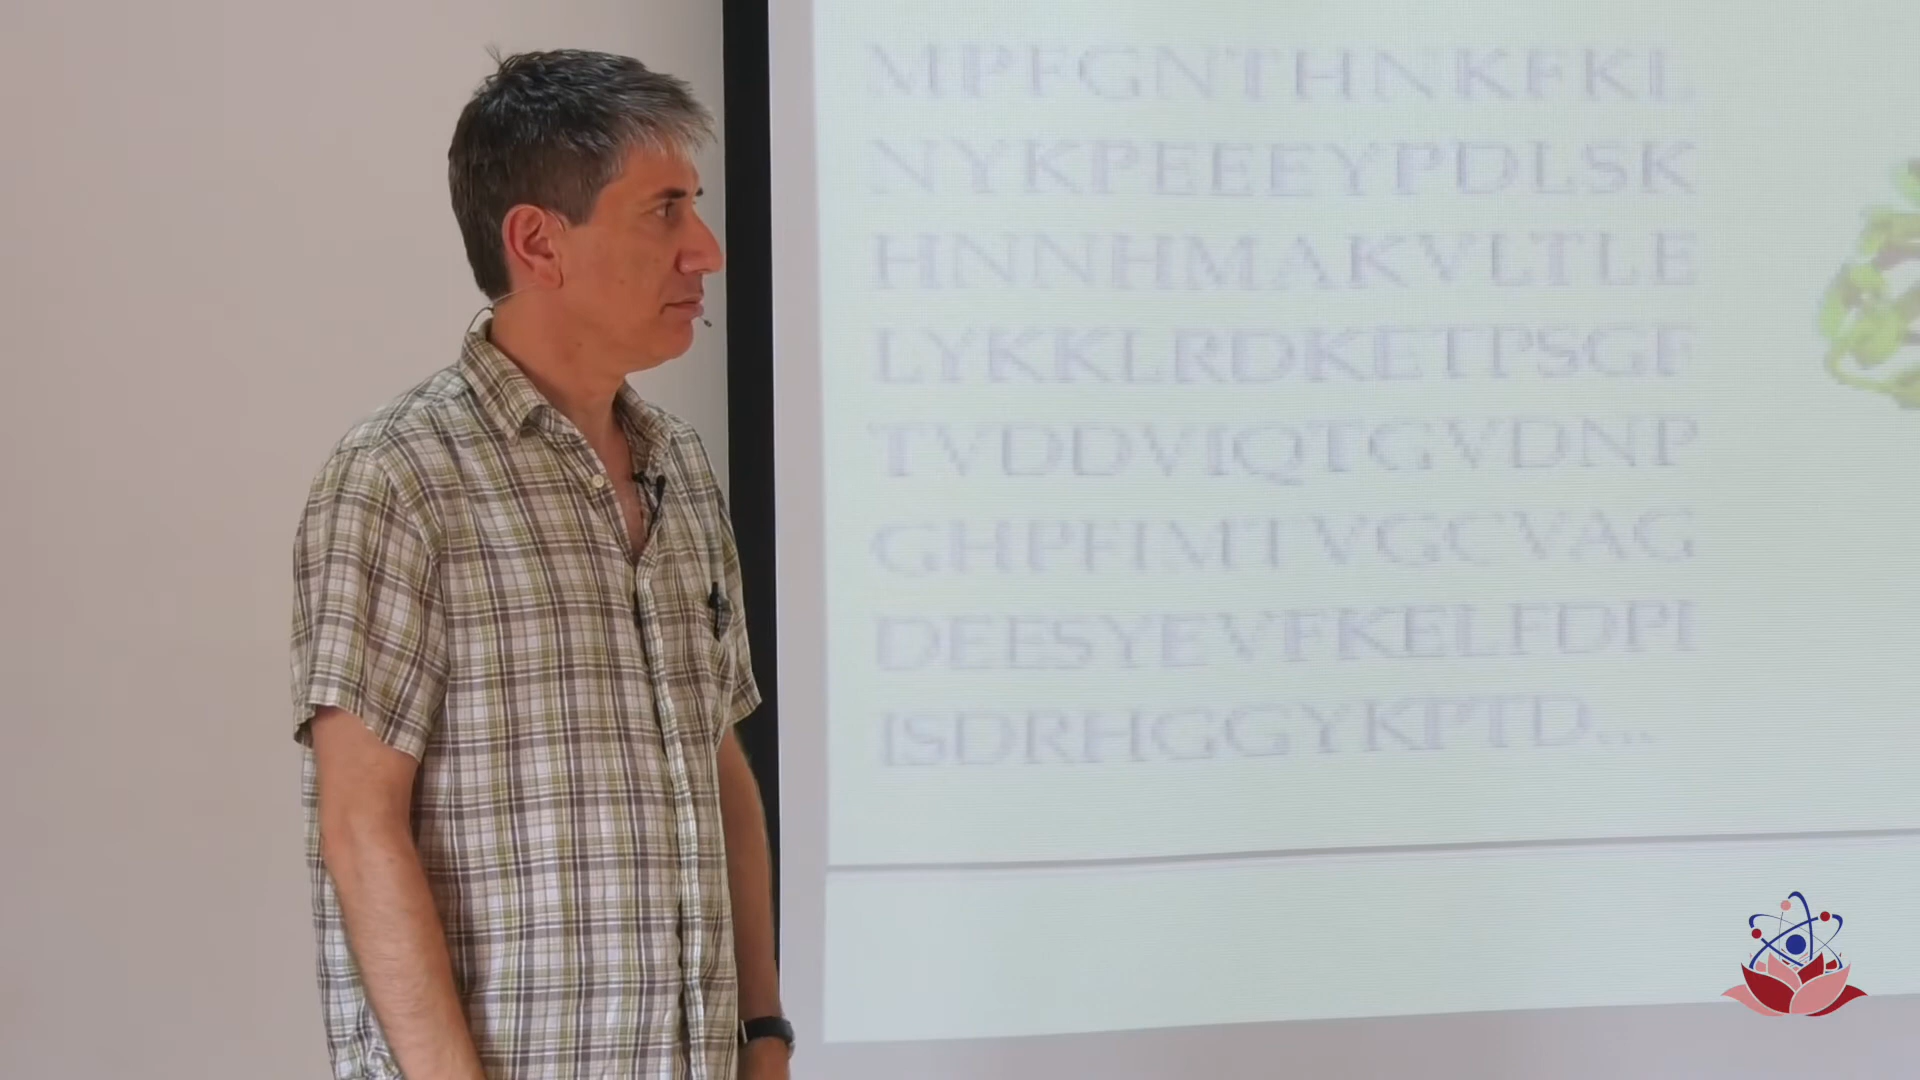 MPFGNTHNKFKL
NYKPEEEYPDLSK
HNNHMAKVLTLE
LYKKLRDKETPSGF
TVDDVIQTGVDNP
GHPFIMTVGCVAG
DEESYEVFKELFDPI
ISDRHGGYKPTD...